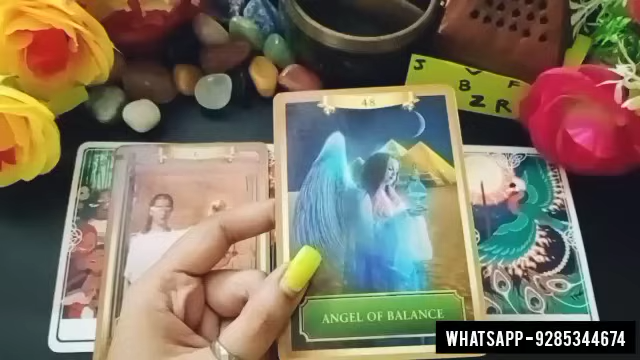 48
J V F
B
Z R
ANGEL OF BALANCE
WHATSAPP-9285344674